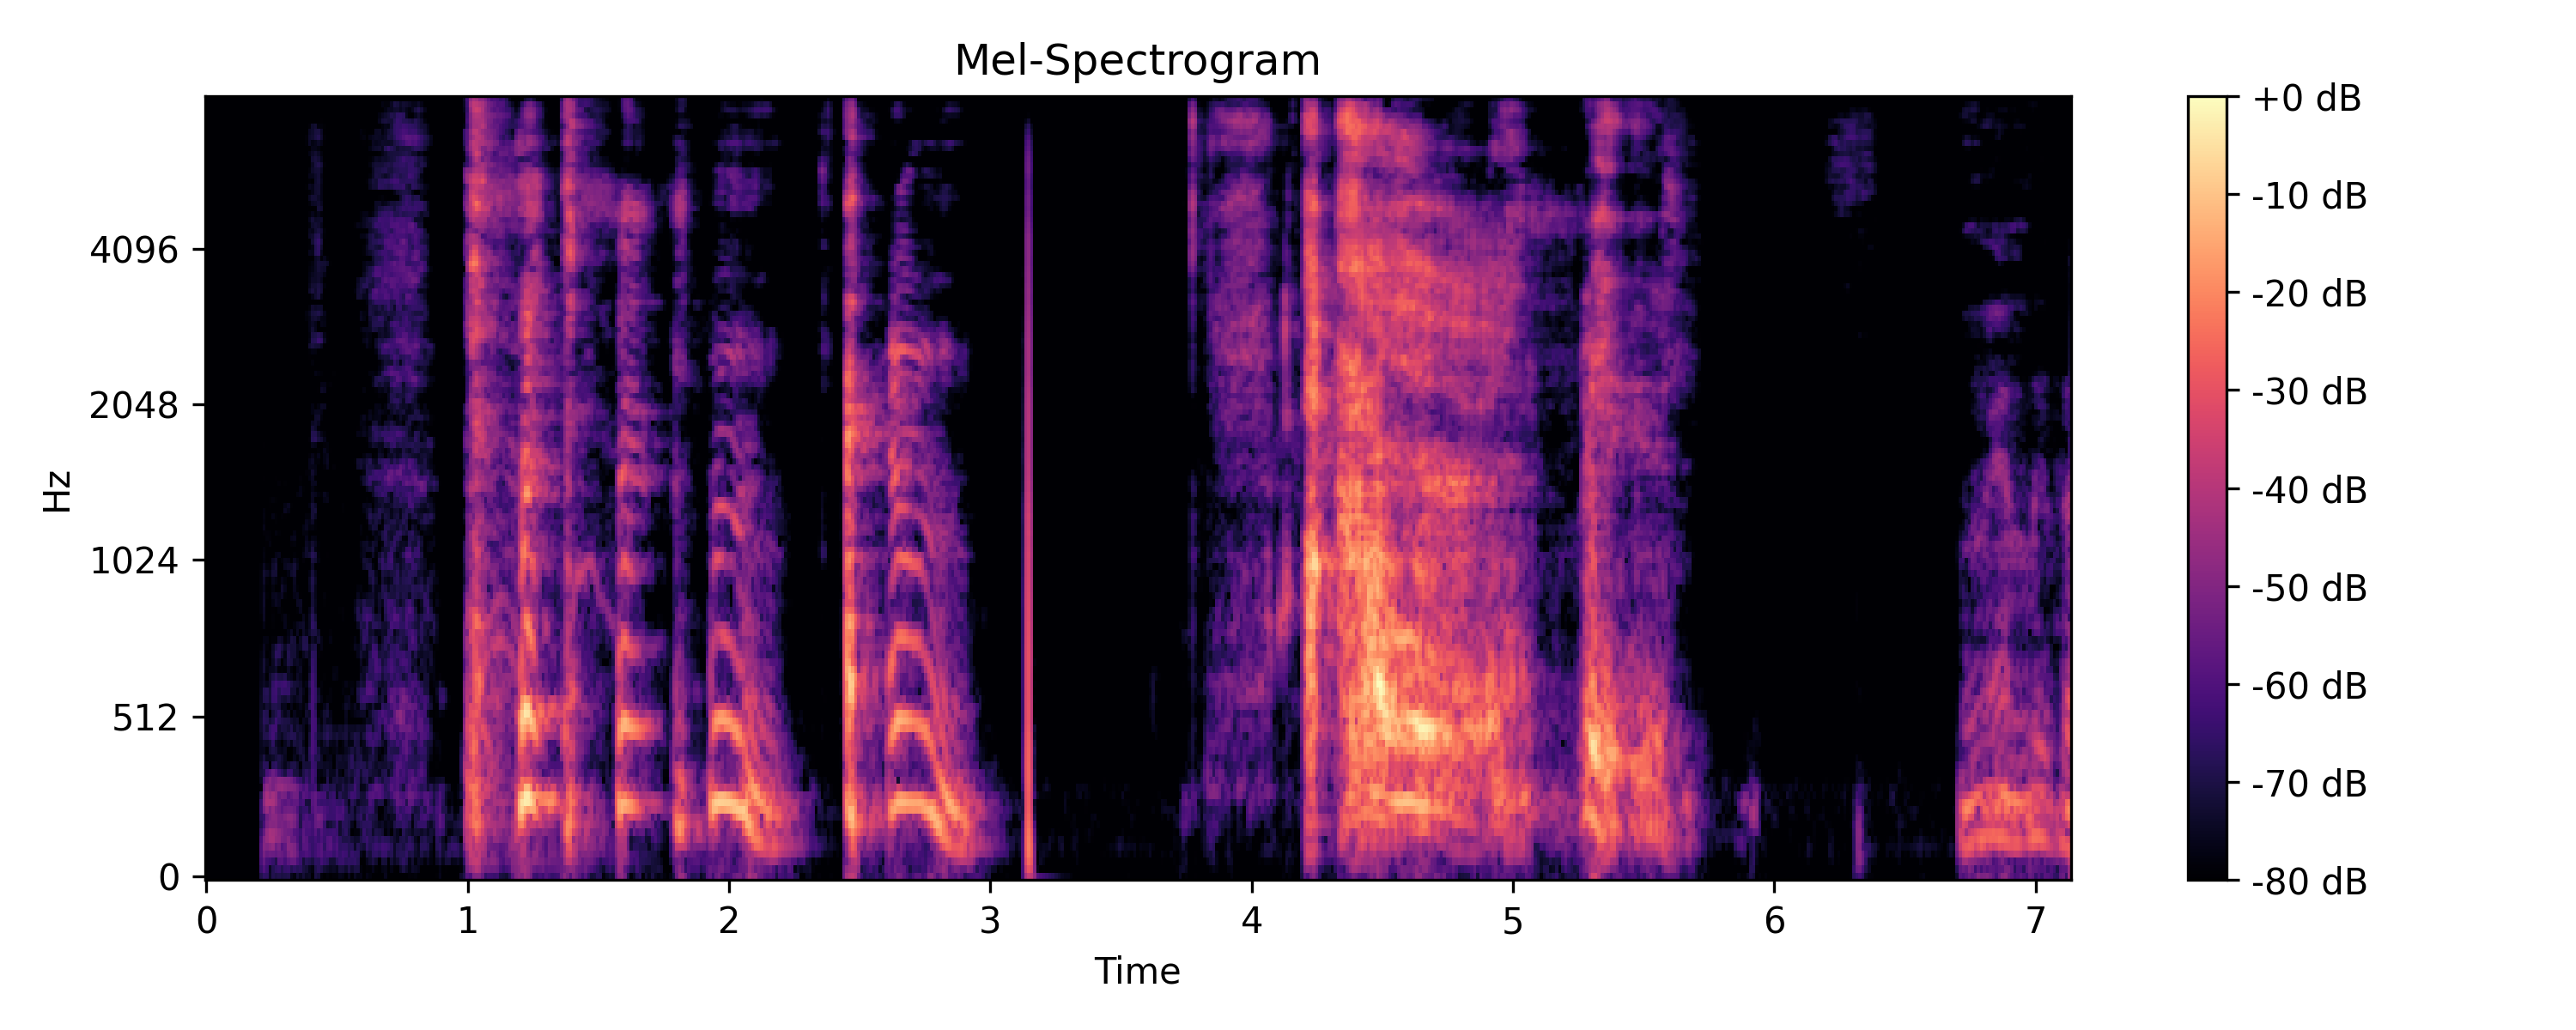 Mel-Spectrogram
+0 dB
-10 dB
-20 dB
-30 dB
-40 dB
-50 dB
-60 dB
-70 dB
-80 dB
4096
2048
1024
512
0
Hz
0 1 2 3 4 5 6 7
Time